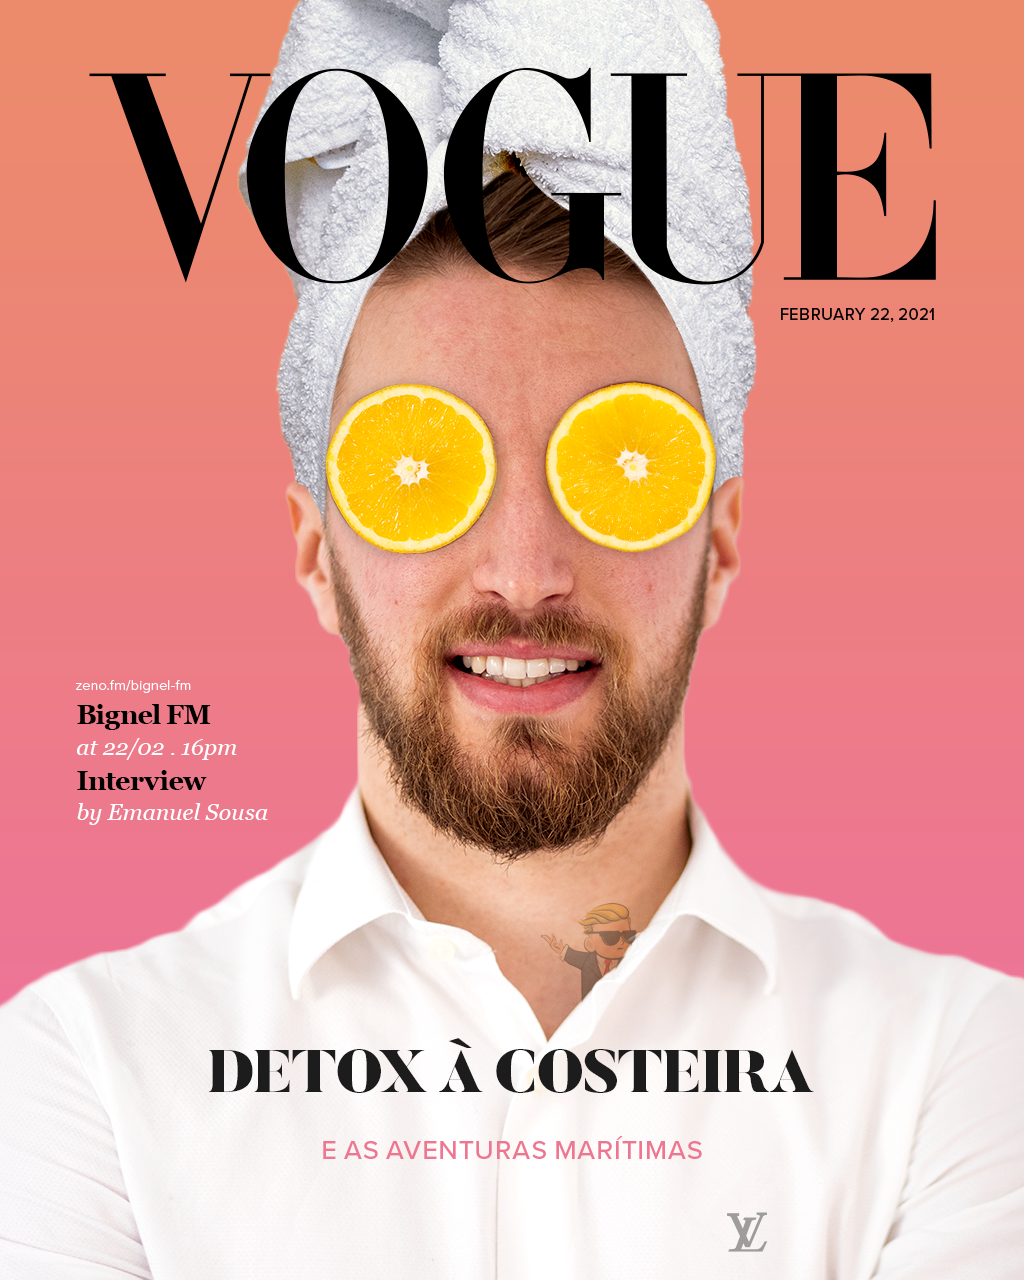 VOGUE
FEBRUARY 22, 2021
zeno.fm/bignel-fm
Bignel FM
at 22/02 . 16pm
Interview
by Emanuel Sousa
DETOX À COSTEIRA
E AS AVENTURAS MARÍTIMAS
LV